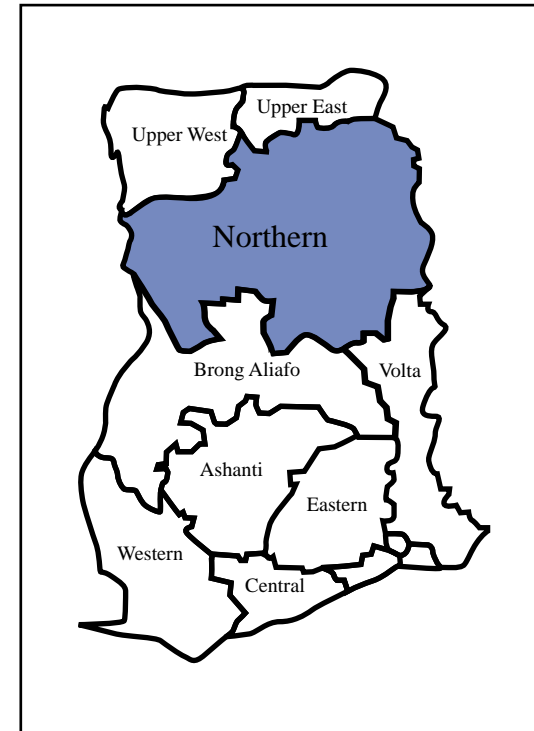 Upper East
Upper West
Northern
Brong Aliafo
Volta
Ashanti
Eastern
Western
Central